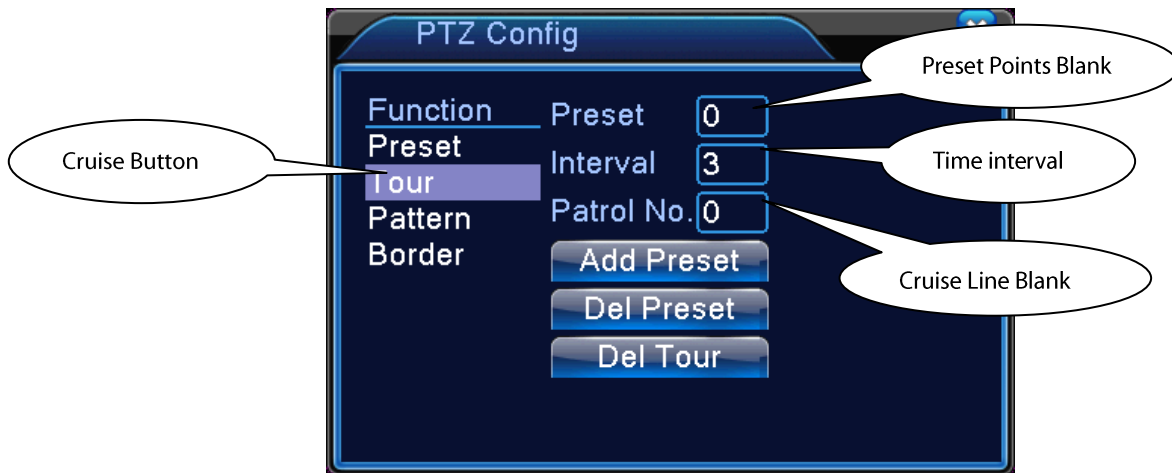 PTZ Config
Preset Points Blank
Function
Preset 0
Preset
Cruise Button
Interval 3
Time interval
Tour
Pattern
Patrol No. 0
Border
Add Preset
Cruise Line Blank
Del Preset
Del Tour